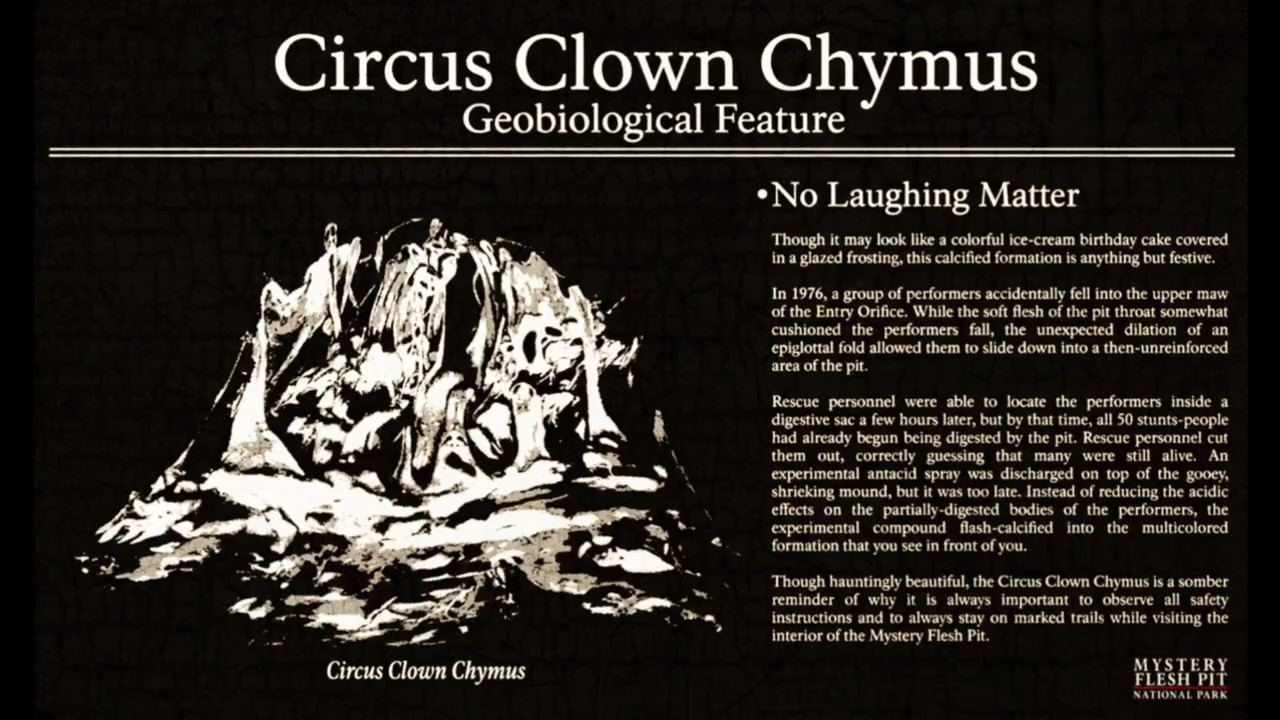 Circus Clown Chymus
Geobiological Feature
•No Laughing Matter
Though it may look like a colorful ice-cream birthday cake covered
in a glazed frosting, this calcified formation is anything but festive.
In 1976, a group of performers accidentally fell into the upper maw
of the Entry Orifice. While the soft flesh of the pit throat somewhat
cushioned the performers fall, the unexpected dilation of an
epiglottal fold allowed them to slide down into a then-unreinforced
area of the pit.
Rescue personnel were able to locate the performers inside a
digestive sac a few hours later, but by that time, all 50 stunts-people
had already begun being digested by the pit. Rescue personnel cut
them out, correctly guessing that many were still alive. An
experimental antacid spray was discharged on top of the gooey,
shrieking mound, but it was too late. Instead of reducing the acidic
effects on the partially-digested bodies of the performers, the
experimental compound flash-calcified into the multicolored
formation that you see in front of you.
Though hauntingly beautiful, the Circus Clown Chymus is a somber
reminder of why it is always important to observe all safety
instructions and to always stay on marked trails while visiting the
interior of the Mystery Flesh Pit.
Circus Clown Chymus
MYSTERY
FLESH PIT
NATIONAL PARK